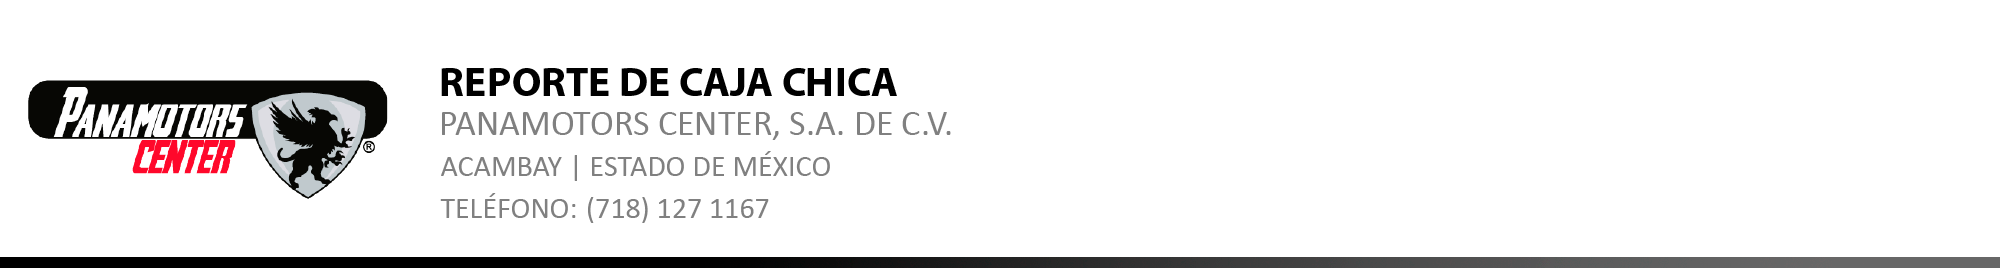 PANAMOTORS
CENTER
®
REPORTE DE CAJA CHICA
PANAMOTORS CENTER, S.A. DE C.V.
ACAMBAY | ESTADO DE MÉXICO
TELÉFONO: (718) 127 1167